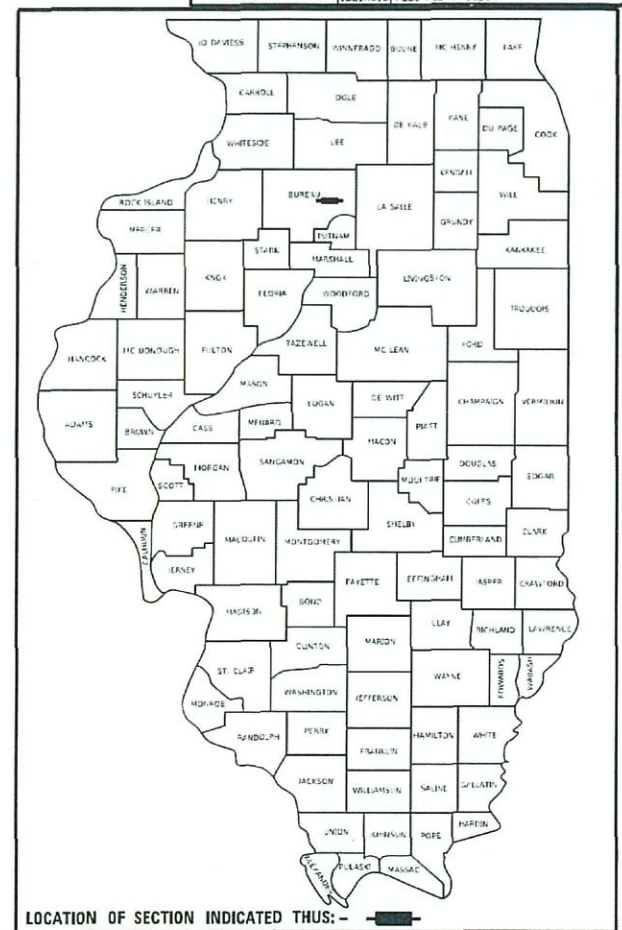 JO DAVIESS STEPHENSON WINNEBAGO BOONE MC HENRY LAKE
CARROLL OGLE DE KALB KANE DU PAGE COOK
WHITESIDE LEE
KENDALL WILL
ROCK ISLAND HENRY BUREAU LA SALLE GRUNDY
MERCER PUTNAM KANKAKEE
STARK MARSHALL
HENDERSON WARREN KNOX PEORIA WOODFORD LIVINGSTON IROQUOIS
HANCOCK MC DONOUGH FULTON TAZEWELL MC LEAN FORD
MASON
SCHUYLER LOGAN DE WITT CHAMPAIGN VERMILION
ADAMS BROWN CASS MENARD MACON PIATT
PIKE SCOTT MORGAN SANGAMON MOULTRIE DOUGLAS EDGAR
CHRISTIAN COLES
CALHOUN GREENE MACOUPIN MONTGOMERY SHELBY CUMBERLAND CLARK
JERSEY FAYETTE EFFINGHAM JASPER CRAWFORD
MADISON BOND CLAY RICHLAND LAWRENCE
CLINTON MARION
ST. CLAIR WASHINGTON JEFFERSON WAYNE EDWARDS WABASH
MONROE
RANDOLPH PERRY FRANKLIN HAMILTON WHITE
JACKSON WILLIAMSON SALINE GALLATIN
UNION JOHNSON POPE HARDIN
ALEXANDER PULASKI MASSAC
LOCATION OF SECTION INDICATED THUS: -